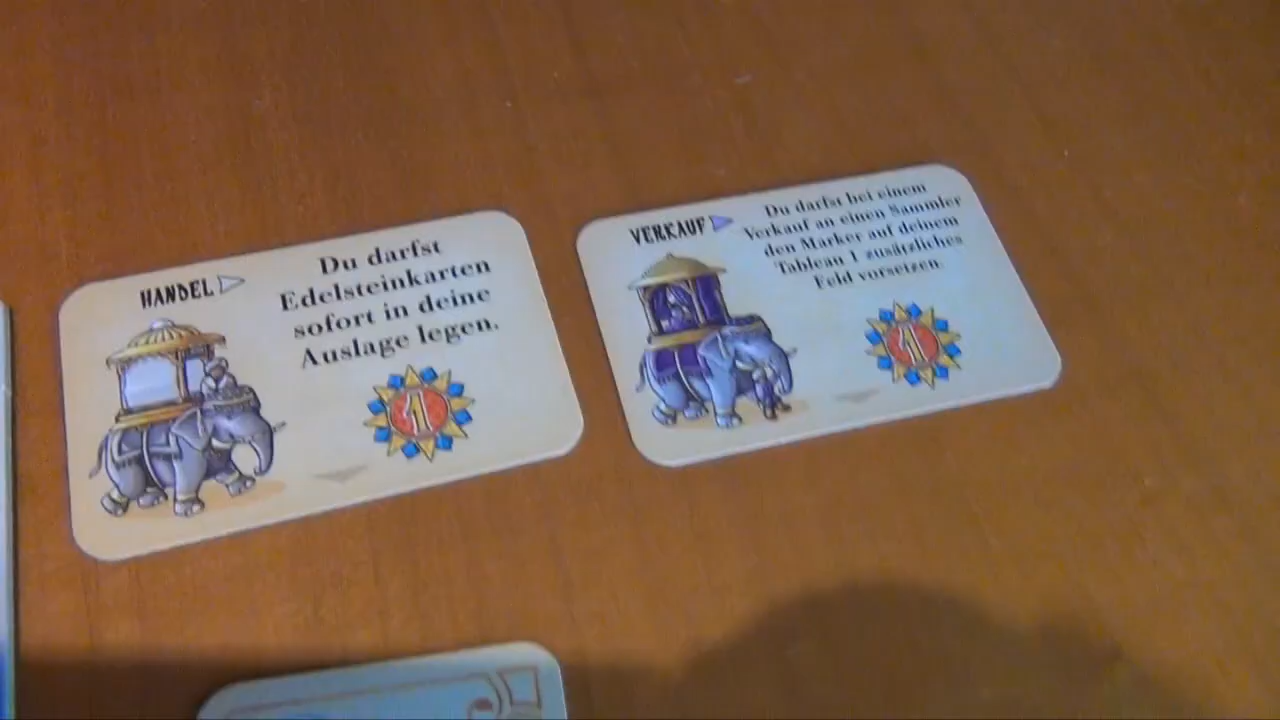 HANDEL
Du darfst
Edelsteinkarten
sofort in deine
Auslage legen.
1
VERKAUF
Du darfst bei einem
Verkauf an einen Sammler
den Marker auf deinem
Tableau 1 zusätzliches
Feld vorsetzen.
1